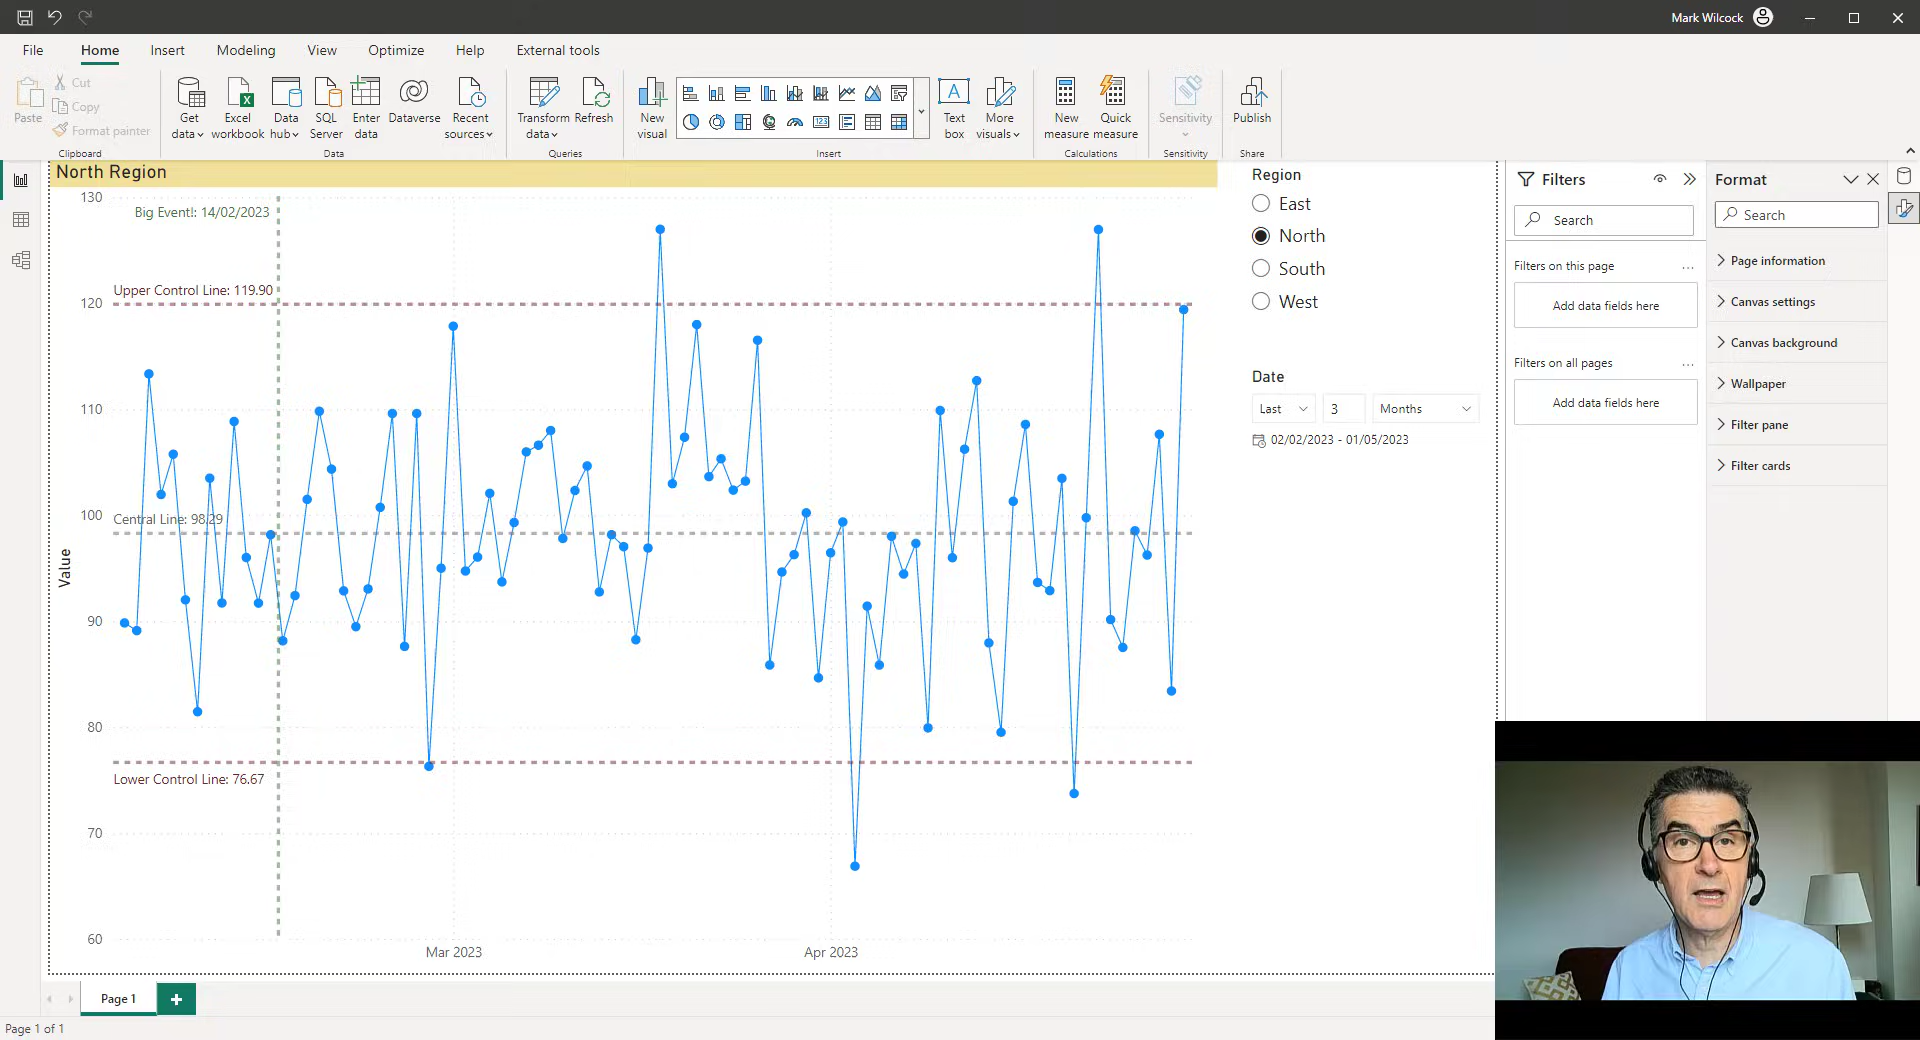 Mark Wilcock
File Home Insert Modeling View Optimize Help External tools
Paste
Cut
Copy
Format painter
Clipboard
Get data
Excel workbook
Data hub
SQL Server
Enter data
Dataverse
Recent sources
Data
Transform data
Refresh
Queries
New visual
123
A
Text box
More visuals
Insert
New measure
Quick measure
Calculations
Sensitivity
Sensitivity
Publish
Share
North Region
130
Big Event!: 14/02/2023
Upper Control Line: 119.90
120
110
Central Line: 98.29
100
Value
90
80
Lower Control Line: 76.67
70
60
Mar 2023 Apr 2023
Region
East
North
South
West
Date
Last 3 Months
02/02/2023 - 01/05/2023
Filters
Search
Filters on this page ...
Add data fields here
Filters on all pages ...
Add data fields here
Format
Search
Page information
Canvas settings
Canvas background
Wallpaper
Filter pane
Filter cards
Page 1
Page 1 of 1